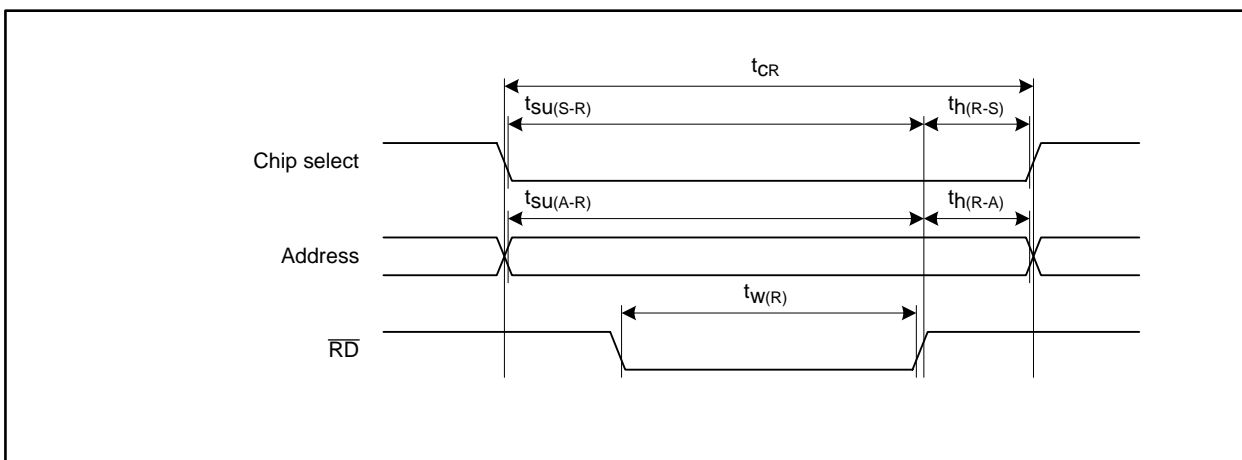 tCR
tsu(S-R) th(R-S)
Chip select
tsu(A-R) th(R-A)
Address
tw(R)
RD